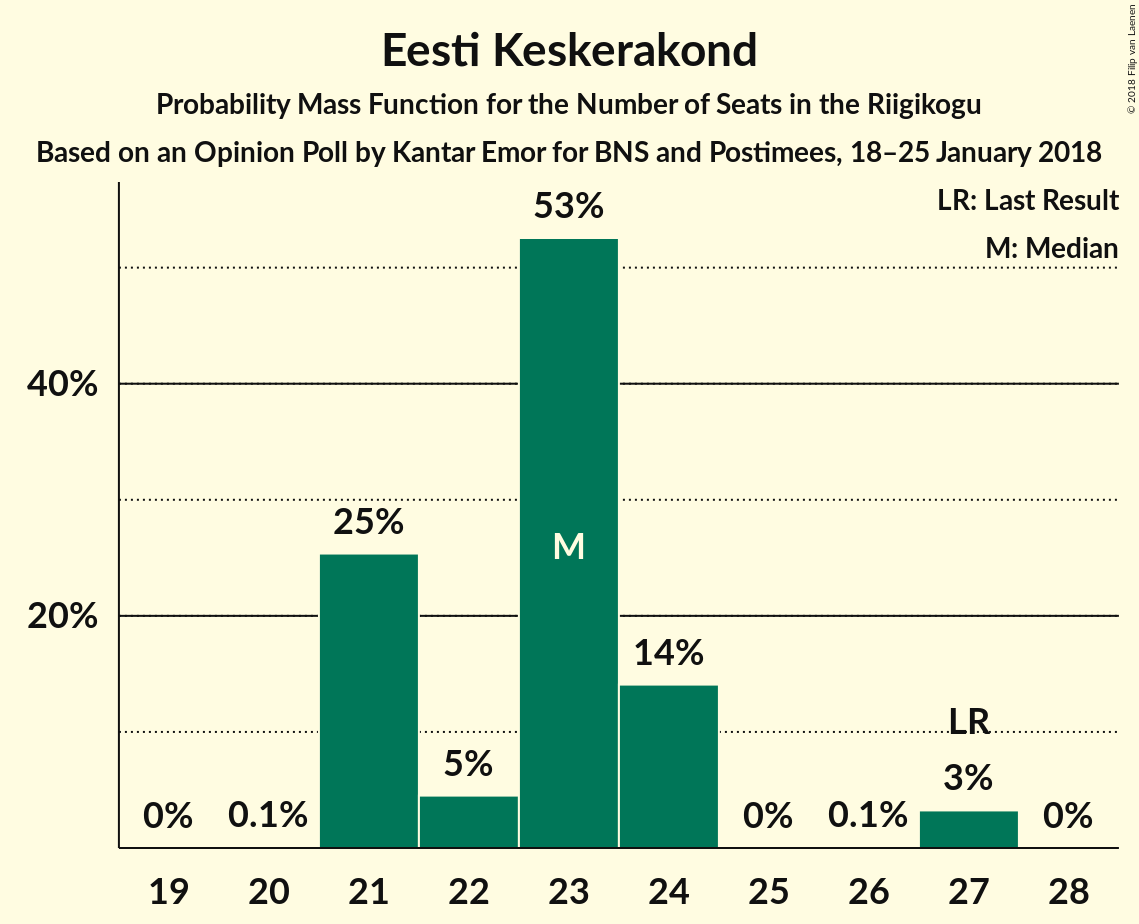 Eesti Keskerakond
Probability Mass Function for the Number of Seats in the Riigikogu
Based on an Opinion Poll by Kantar Emor for BNS and Postimees, 18–25 January 2018
© 2018 Filip van Laenen
LR: Last Result
M: Median
53%
40%
25%
M
20%
14%
LR
5%
3%
0%
0.1%
0%
0.1%
0%
19 20 21 22 23 24 25 26 27 28